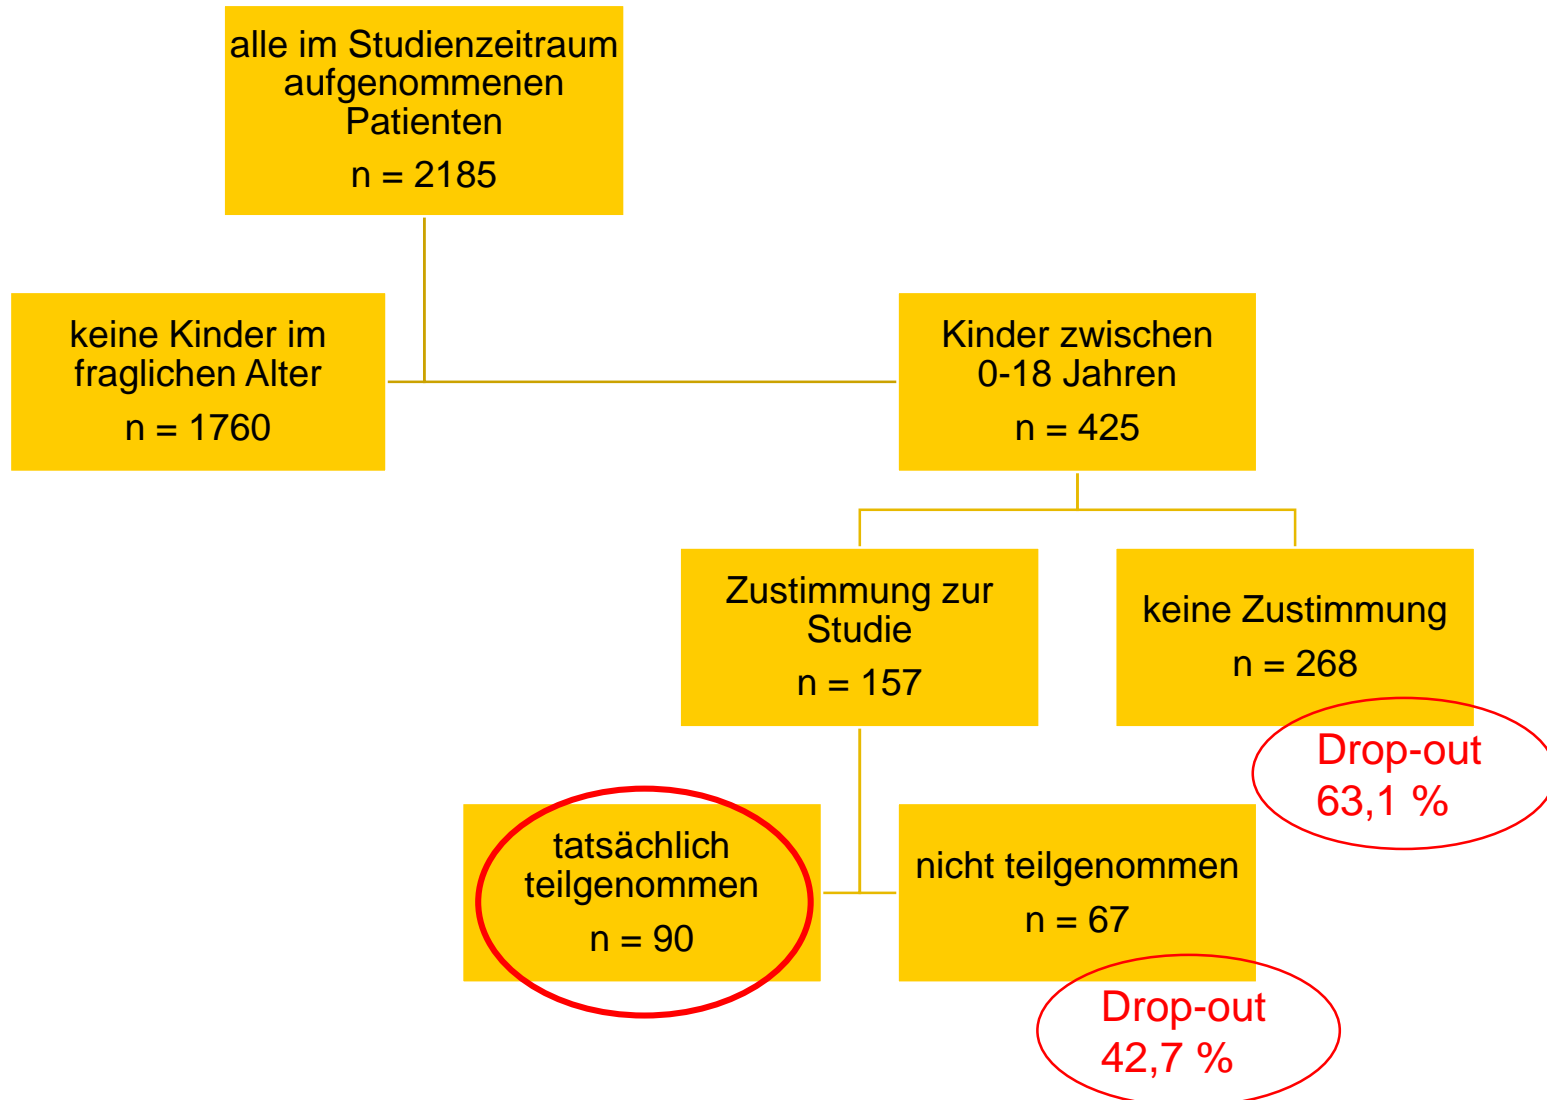 alle im Studienzeitraum
aufgenommenen
Patienten
n = 2185
keine Kinder im
fraglichen Alter
n = 1760
Kinder zwischen
0-18 Jahren
n = 425
Zustimmung zur
Studie
n = 157
keine Zustimmung
n = 268
Drop-out
63,1 %
tatsächlich
teilgenommen
n = 90
nicht teilgenommen
n = 67
Drop-out
42,7 %